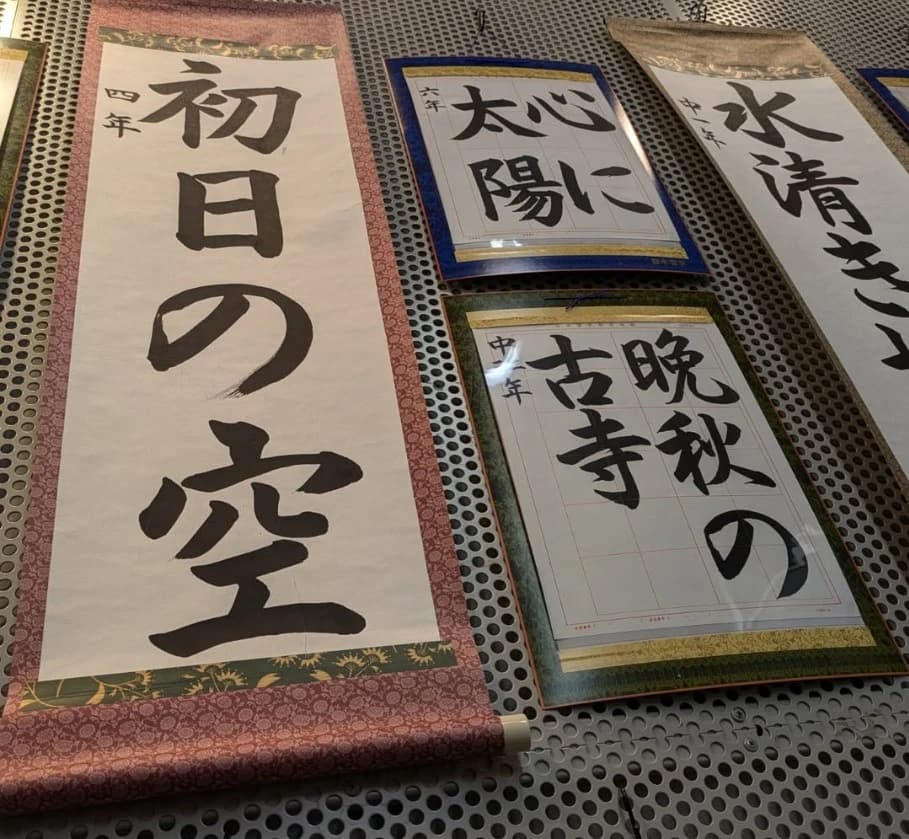 初日の空
四年
心に
太陽
六年
晩秋の
古寺
中二年
水清き
中一年